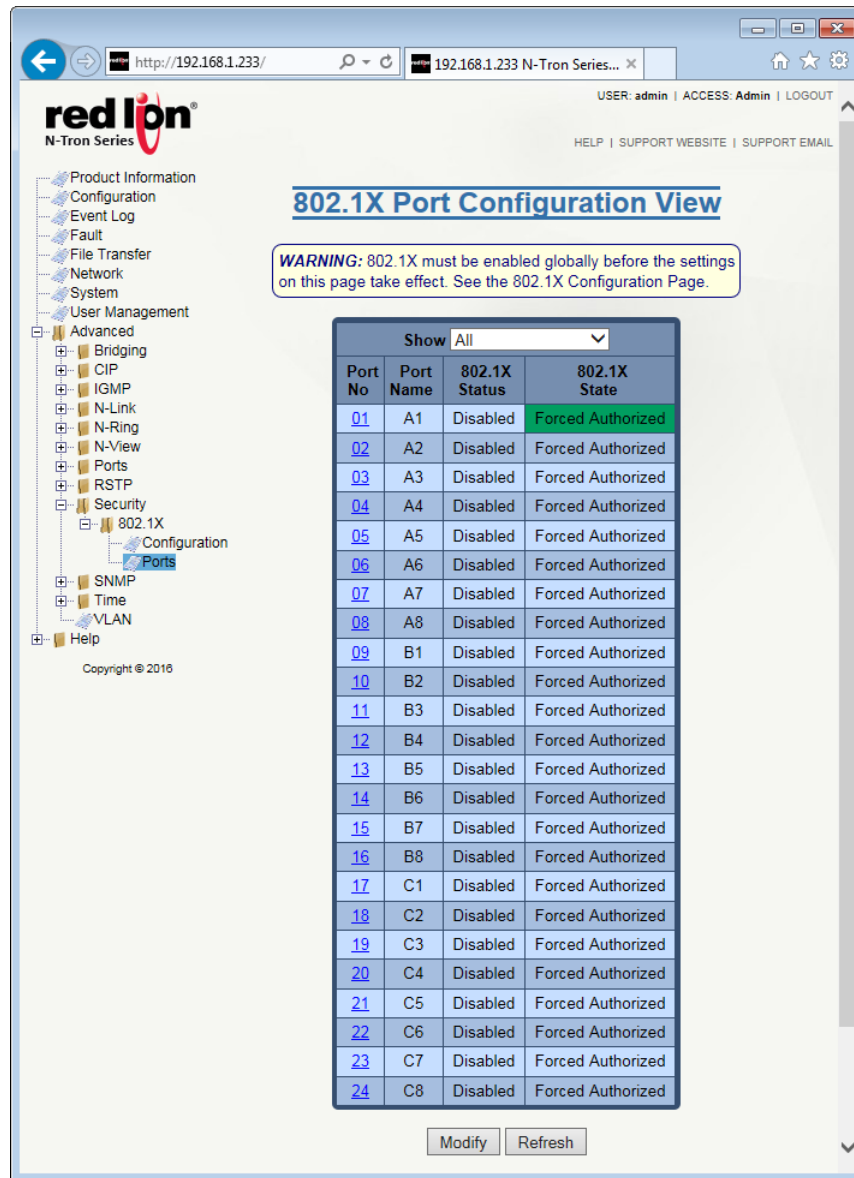 http://192.168.1.233/
192.168.1.233 N-Tron Series...
USER: admin | ACCESS: Admin | LOGOUT
red lion®
N-Tron Series
HELP | SUPPORT WEBSITE | SUPPORT EMAIL
Product Information
Configuration
Event Log
Fault
File Transfer
Network
System
User Management
Advanced
Bridging
CIP
IGMP
N-Link
N-Ring
N-View
Ports
RSTP
Security
802.1X
Configuration
Ports
SNMP
Time
VLAN
Help
Copyright © 2016
802.1X Port Configuration View
WARNING: 802.1X must be enabled globally before the settings
on this page take effect. See the 802.1X Configuration Page.
Show All
Port No Port Name 802.1X Status 802.1X State
01 A1 Disabled Forced Authorized
02 A2 Disabled Forced Authorized
03 A3 Disabled Forced Authorized
04 A4 Disabled Forced Authorized
05 A5 Disabled Forced Authorized
06 A6 Disabled Forced Authorized
07 A7 Disabled Forced Authorized
08 A8 Disabled Forced Authorized
09 B1 Disabled Forced Authorized
10 B2 Disabled Forced Authorized
11 B3 Disabled Forced Authorized
12 B4 Disabled Forced Authorized
13 B5 Disabled Forced Authorized
14 B6 Disabled Forced Authorized
15 B7 Disabled Forced Authorized
16 B8 Disabled Forced Authorized
17 C1 Disabled Forced Authorized
18 C2 Disabled Forced Authorized
19 C3 Disabled Forced Authorized
20 C4 Disabled Forced Authorized
21 C5 Disabled Forced Authorized
22 C6 Disabled Forced Authorized
23 C7 Disabled Forced Authorized
24 C8 Disabled Forced Authorized
Modify Refresh